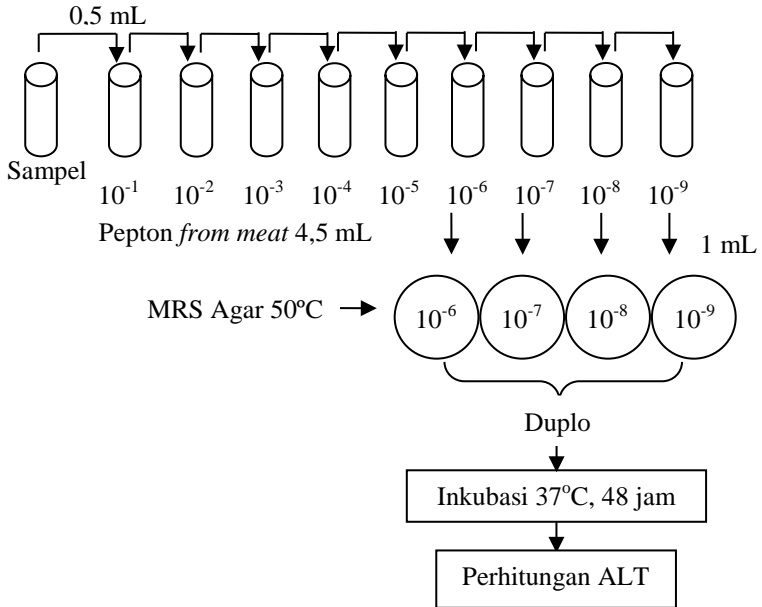 0,5 mL
Sampel
10⁻¹ 10⁻² 10⁻³ 10⁻⁴ 10⁻⁵ 10⁻⁶ 10⁻⁷ 10⁻⁸ 10⁻⁹
Pepton from meat 4,5 mL
1 mL
MRS Agar 50ºC
10⁻⁶ 10⁻⁷ 10⁻⁸ 10⁻⁹
Duplo
Inkubasi 37ᵒC, 48 jam
Perhitungan ALT